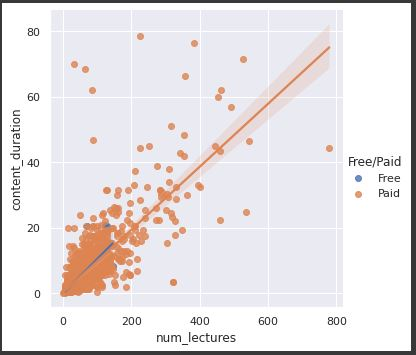 80
60
40
20
0
content_duration
0 200 400 600 800
num_lectures
Free/Paid
Free
Paid